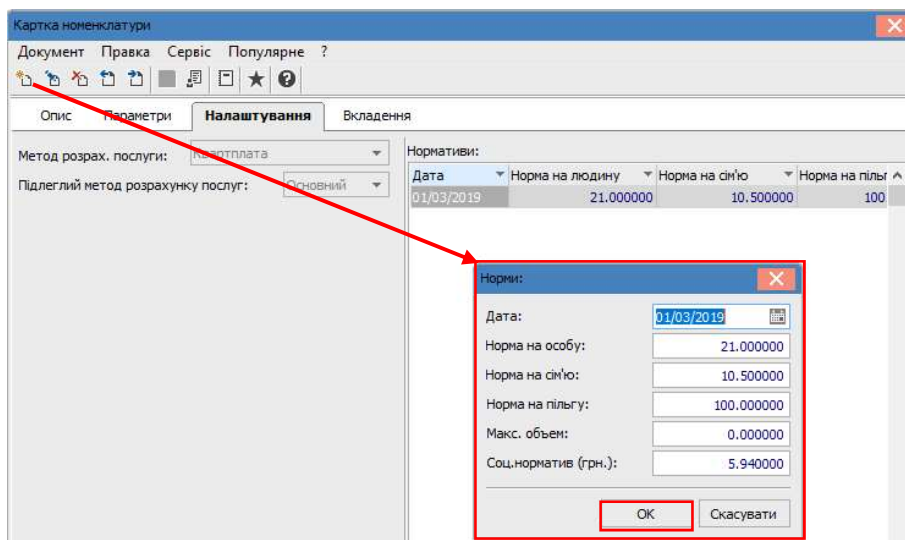 Картка номенклатури
Документ Правка Сервіс Популярне ?
Опис Параметри Налаштування Вкладення
Метод розрах. послуги: Квартплата
Підлеглий метод розрахунку послуг: Основний
Нормативи:
Дата Норма на людину Норма на сім'ю Норма на пільг
01/03/2019 21.000000 10.500000 100
Норми:
Дата: 01/03/2019
Норма на особу: 21.000000
Норма на сім'ю: 10.500000
Норма на пільгу: 100.000000
Макс. объем: 0.000000
Соц.норматив (грн.): 5.940000
ОК Скасувати